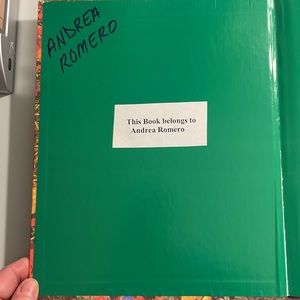 ANDREA
ROMERO
This Book belongs to
Andrea Romero